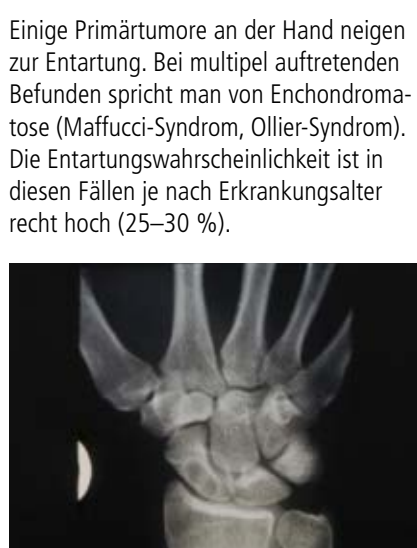 Einige Primärtumore an der Hand neigen
zur Entartung. Bei multipel auftretenden
Befunden spricht man von Enchondroma-
tose (Maffucci-Syndrom, Ollier-Syndrom).
Die Entartungswahrscheinlichkeit ist in
diesen Fällen je nach Erkrankungsalter
recht hoch (25–30 %).